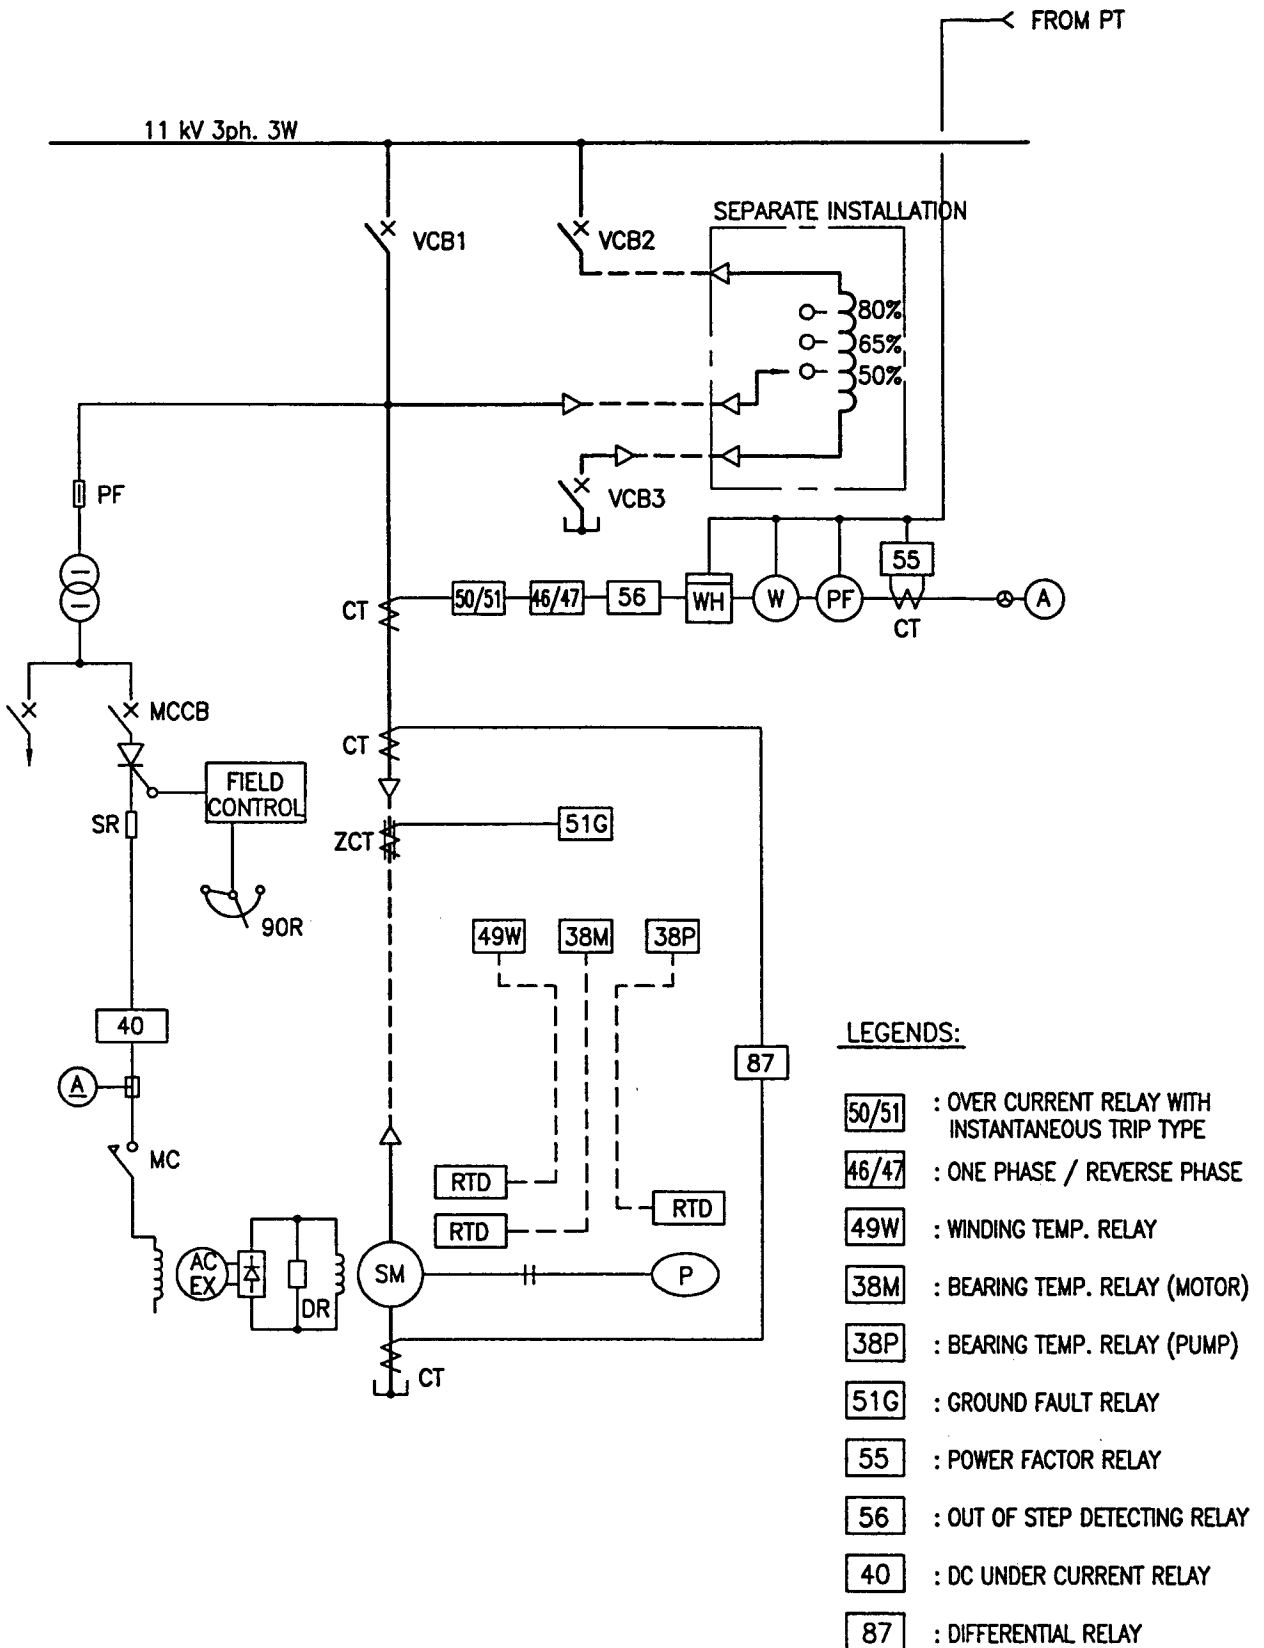 FROM PT
11 kV 3ph. 3W
SEPARATE INSTALLATION
VCB1
VCB2
80%
65%
50%
PF
VCB3
55
CT
50/51
46/47
56
WH
W
PF
A
CT
MCCB
CT
FIELD
CONTROL
SR
ZCT
51G
90R
49W
38M
38P
40
87
A
MC
RTD
RTD
RTD
AC
EX
DR
SM
P
CT
LEGENDS:
50/51 : OVER CURRENT RELAY WITH
INSTANTANEOUS TRIP TYPE
46/47 : ONE PHASE / REVERSE PHASE
49W : WINDING TEMP. RELAY
38M : BEARING TEMP. RELAY (MOTOR)
38P : BEARING TEMP. RELAY (PUMP)
51G : GROUND FAULT RELAY
55 : POWER FACTOR RELAY
56 : OUT OF STEP DETECTING RELAY
40 : DC UNDER CURRENT RELAY
87 : DIFFERENTIAL RELAY